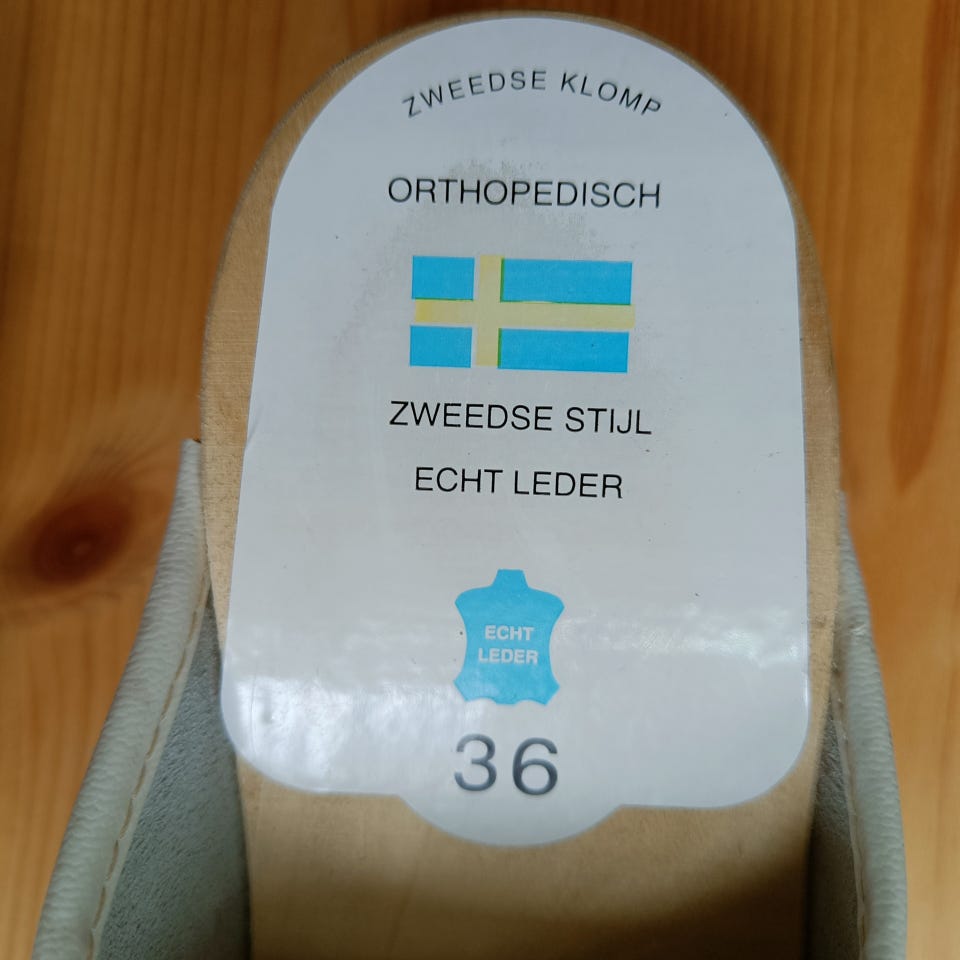 ZWEEDSE KLOMP
ORTHOPEDISCH
ZWEEDSE STIJL
ECHT LEDER
ECHT
LEDER
36